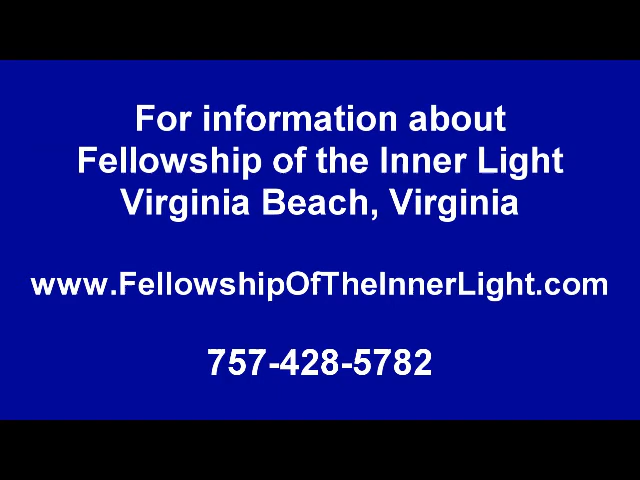 For information about
Fellowship of the Inner Light
Virginia Beach, Virginia
www.FellowshipOfTheInnerLight.com
757-428-5782